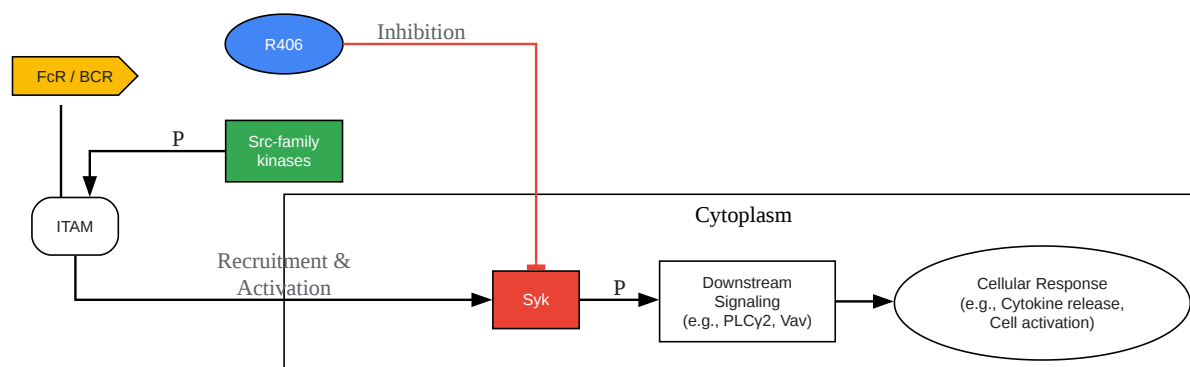 R406
Inhibition
FcR / BCR
P
Src-family
kinases
ITAM
Cytoplasm
Recruitment &
Activation
Syk
P
Downstream
Signaling
(e.g., PLCγ2, Vav)
Cellular Response
(e.g., Cytokine release,
Cell activation)